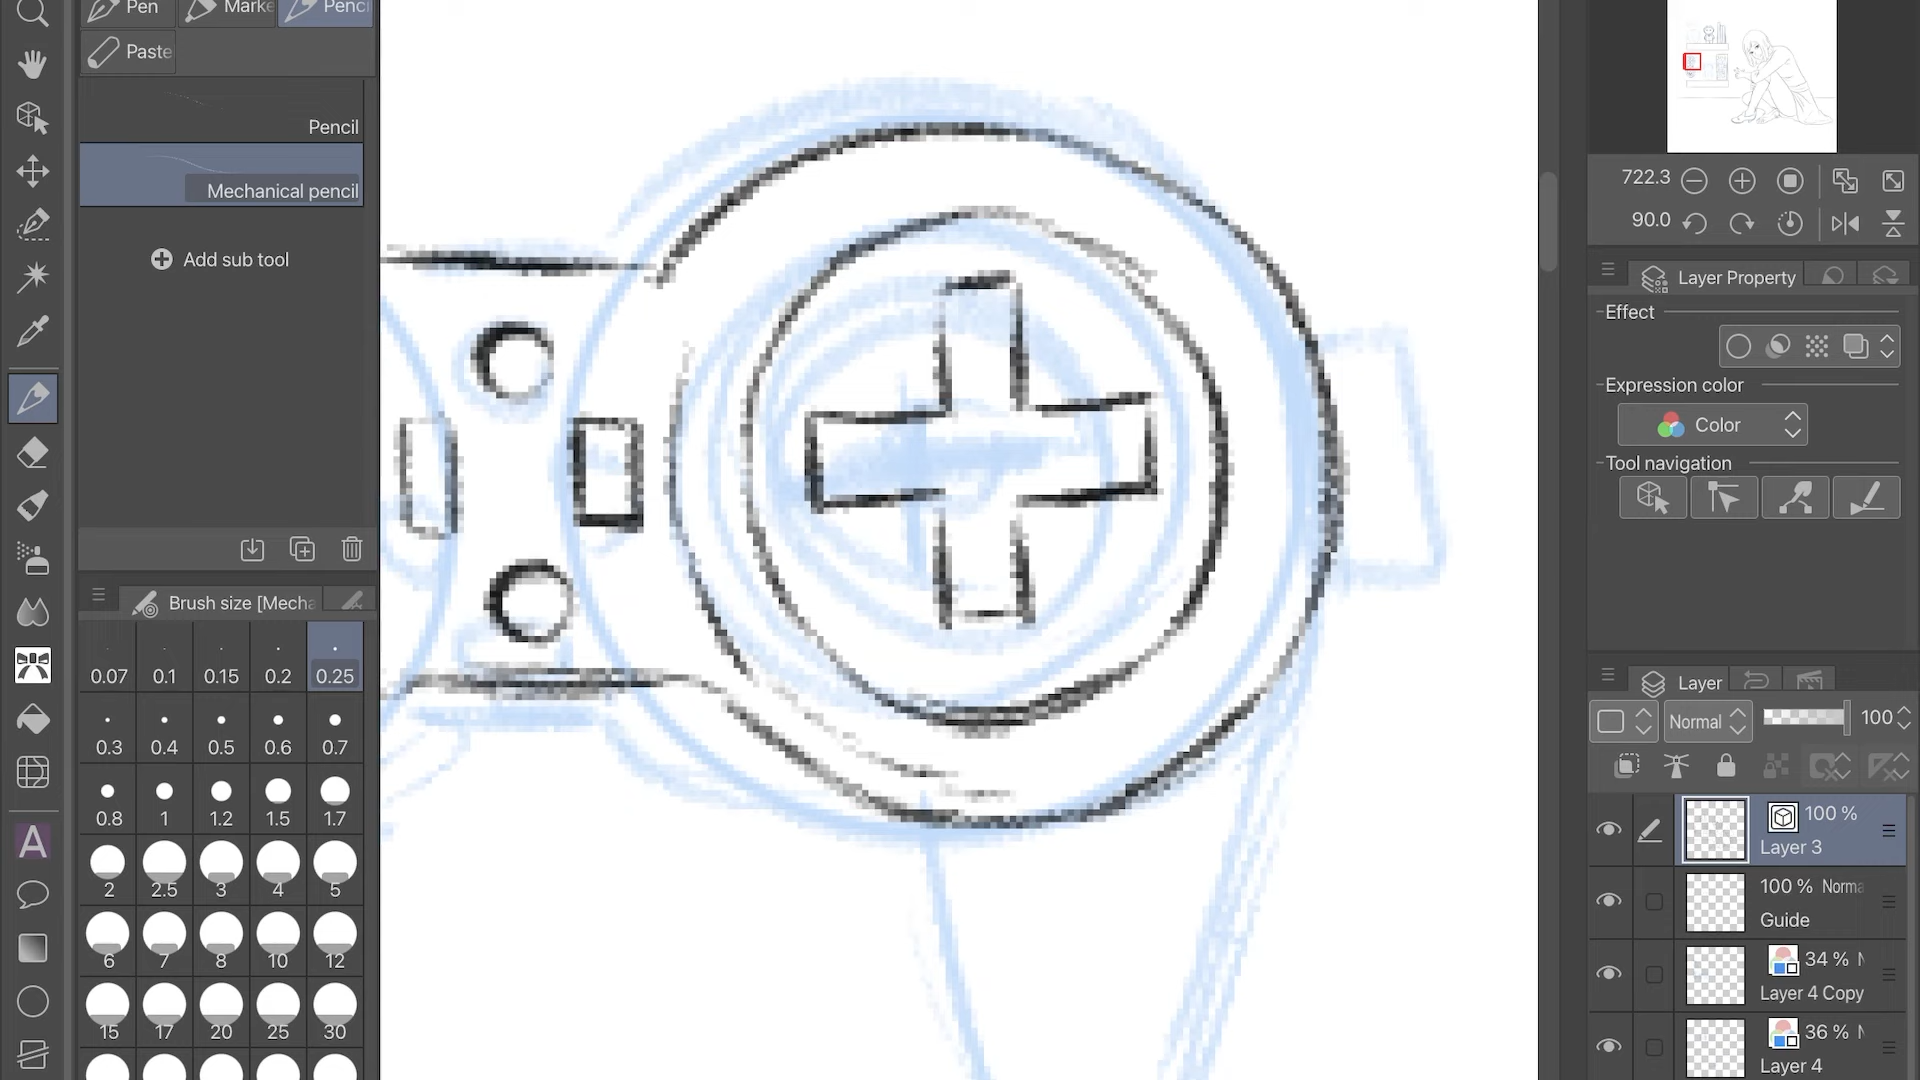 Pen
Marke
Penci
Paste
Pencil
Mechanical pencil
Add sub tool
Brush size [Mecha
0.07 0.1 0.15 0.2 0.25
0.3 0.4 0.5 0.6 0.7
0.8 1 1.2 1.5 1.7
2 2.5 3 4 5
6 7 8 10 12
15 17 20 25 30
A
722.3
90.0
Layer Property
Effect
Expression color
Color
Tool navigation
Layer
Normal 100
100 %
Layer 3
100 % Norma
Guide
34 % N
Layer 4 Copy
36 % N
Layer 4